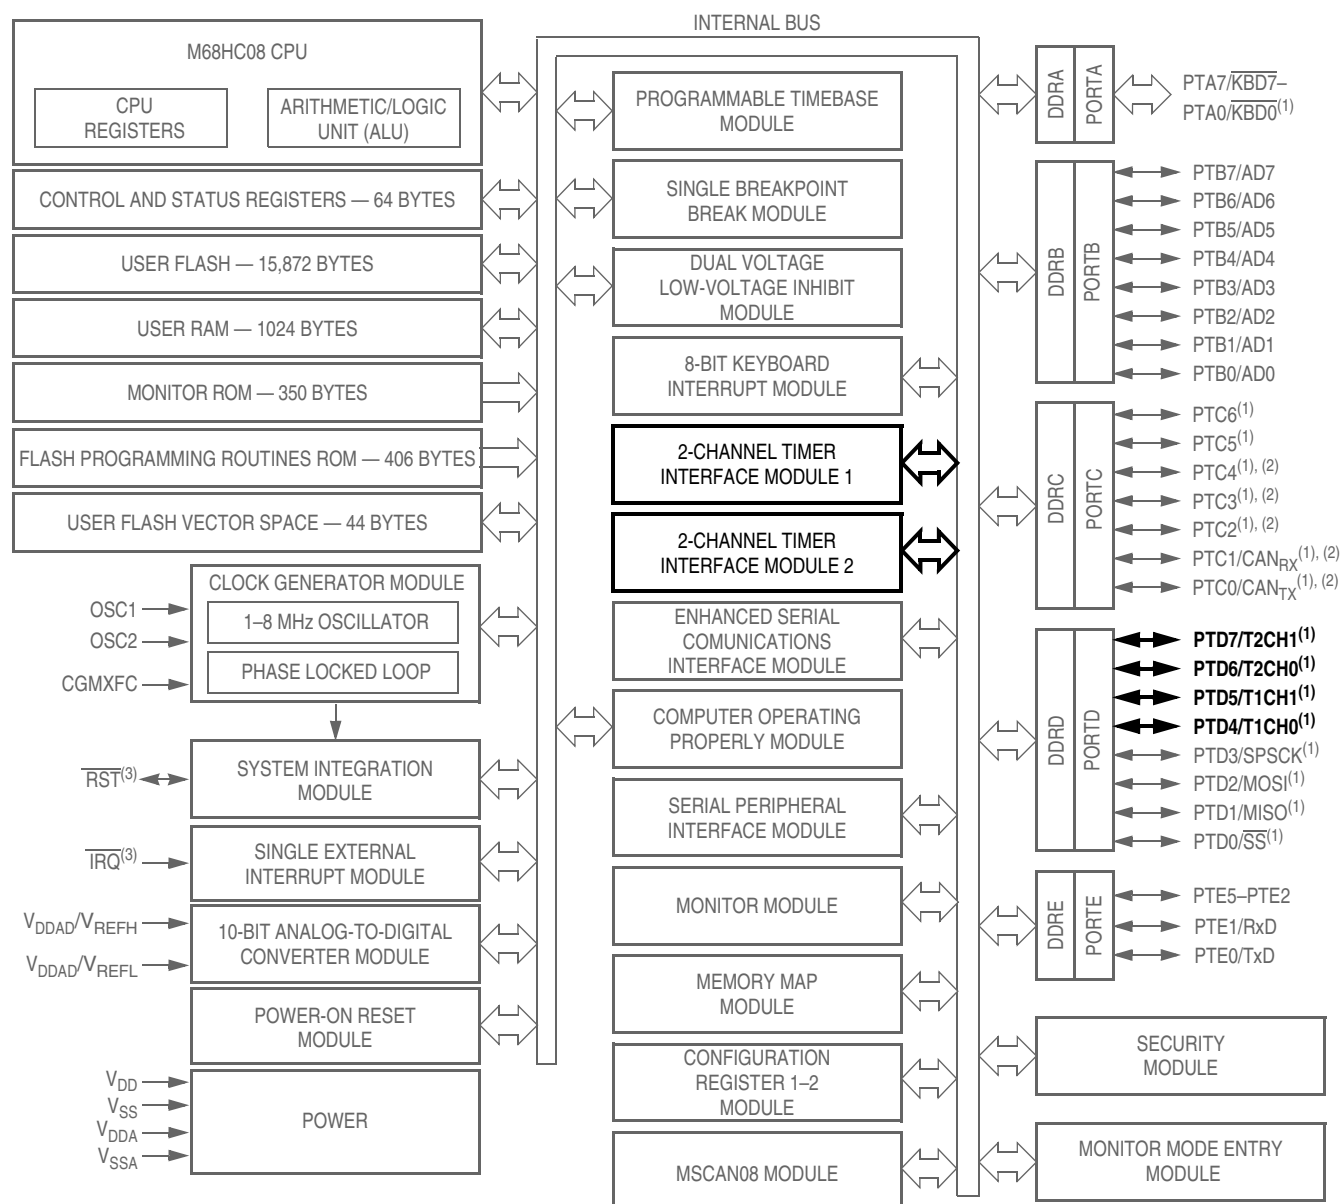 INTERNAL BUS
M68HC08 CPU
CPU
REGISTERS
ARITHMETIC/LOGIC
UNIT (ALU)
CONTROL AND STATUS REGISTERS — 64 BYTES
USER FLASH — 15,872 BYTES
USER RAM — 1024 BYTES
MONITOR ROM — 350 BYTES
FLASH PROGRAMMING ROUTINES ROM — 406 BYTES
USER FLASH VECTOR SPACE — 44 BYTES
CLOCK GENERATOR MODULE
1–8 MHz OSCILLATOR
PHASE LOCKED LOOP
OSC1
OSC2
CGMXFC
SYSTEM INTEGRATION
MODULE
RST(3)
SINGLE EXTERNAL
INTERRUPT MODULE
IRQ(3)
10-BIT ANALOG-TO-DIGITAL
CONVERTER MODULE
VDDAD/VREFH
VDDAD/VREFL
POWER-ON RESET
MODULE
POWER
VDD
VSS
VDDA
VSSA
PROGRAMMABLE TIMEBASE
MODULE
SINGLE BREAKPOINT
BREAK MODULE
DUAL VOLTAGE
LOW-VOLTAGE INHIBIT
MODULE
8-BIT KEYBOARD
INTERRUPT MODULE
2-CHANNEL TIMER
INTERFACE MODULE 1
2-CHANNEL TIMER
INTERFACE MODULE 2
ENHANCED SERIAL
COMUNICATIONS
INTERFACE MODULE
COMPUTER OPERATING
PROPERLY MODULE
SERIAL PERIPHERAL
INTERFACE MODULE
MONITOR MODULE
MEMORY MAP
MODULE
CONFIGURATION
REGISTER 1–2
MODULE
MSCAN08 MODULE
DDRA
PORTA
PTA7/KBD7–
PTA0/KBD0(1)
DDRB
PORTB
PTB7/AD7
PTB6/AD6
PTB5/AD5
PTB4/AD4
PTB3/AD3
PTB2/AD2
PTB1/AD1
PTB0/AD0
DDRC
PORTC
PTC6(1)
PTC5(1)
PTC4(1), (2)
PTC3(1), (2)
PTC2(1), (2)
PTC1/CANRX(1), (2)
PTC0/CANTX(1), (2)
DDRD
PORTD
PTD7/T2CH1(1)
PTD6/T2CH0(1)
PTD5/T1CH1(1)
PTD4/T1CH0(1)
PTD3/SPSCK(1)
PTD2/MOSI(1)
PTD1/MISO(1)
PTD0/SS(1)
DDRE
PORTE
PTE5–PTE2
PTE1/RxD
PTE0/TxD
SECURITY
MODULE
MONITOR MODE ENTRY
MODULE